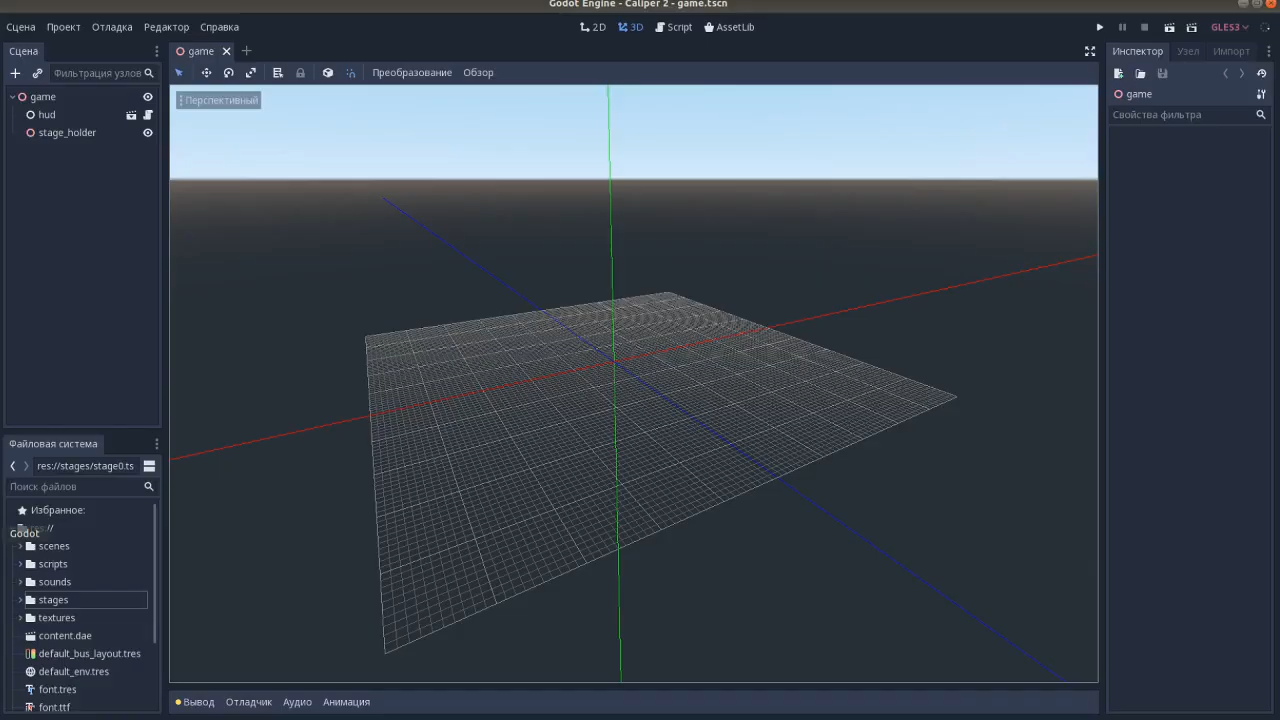 Godot Engine - Caliper 2 - game.tscn
Сцена Проект Отладка Редактор Справка
2D 3D Script AssetLib
GLES3
Сцена
game
Инспектор Узел Импорт
Фильтрация узлов
Преобразование Обзор
game
hud
stage_holder
Перспективный
game
Свойства фильтра
Файловая система
res://stages/stage0.ts
Поиск файлов
Избранное:
Godot
scenes
scripts
sounds
stages
textures
content.dae
default_bus_layout.tres
default_env.tres
font.tres
font.ttf
Вывод Отладчик Аудио Анимация